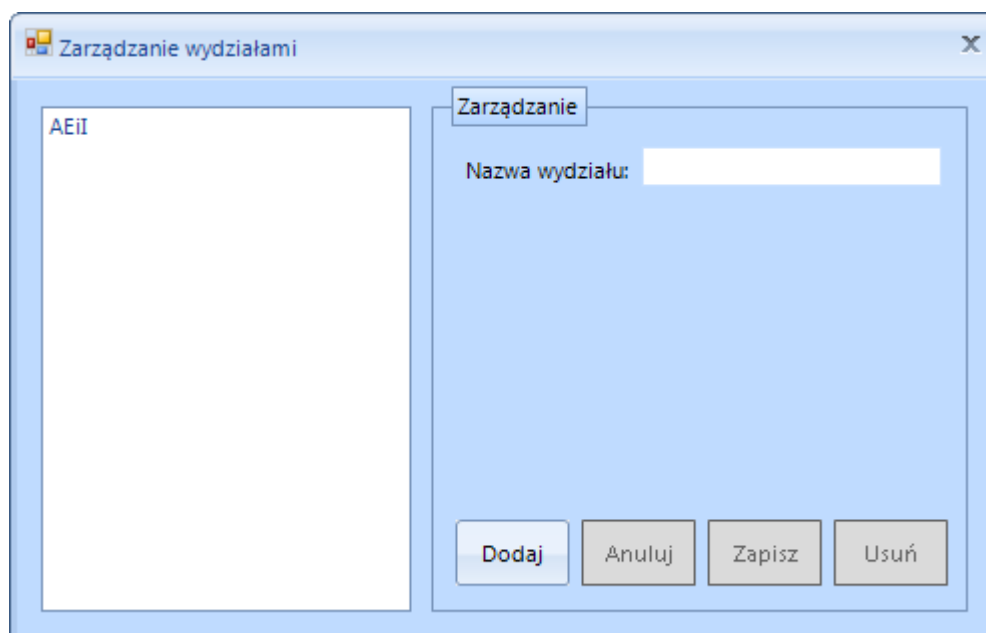 Zarządzanie wydziałami
AEiI
Zarządzanie
Nazwa wydziału:
Dodaj Anuluj Zapisz Usuń